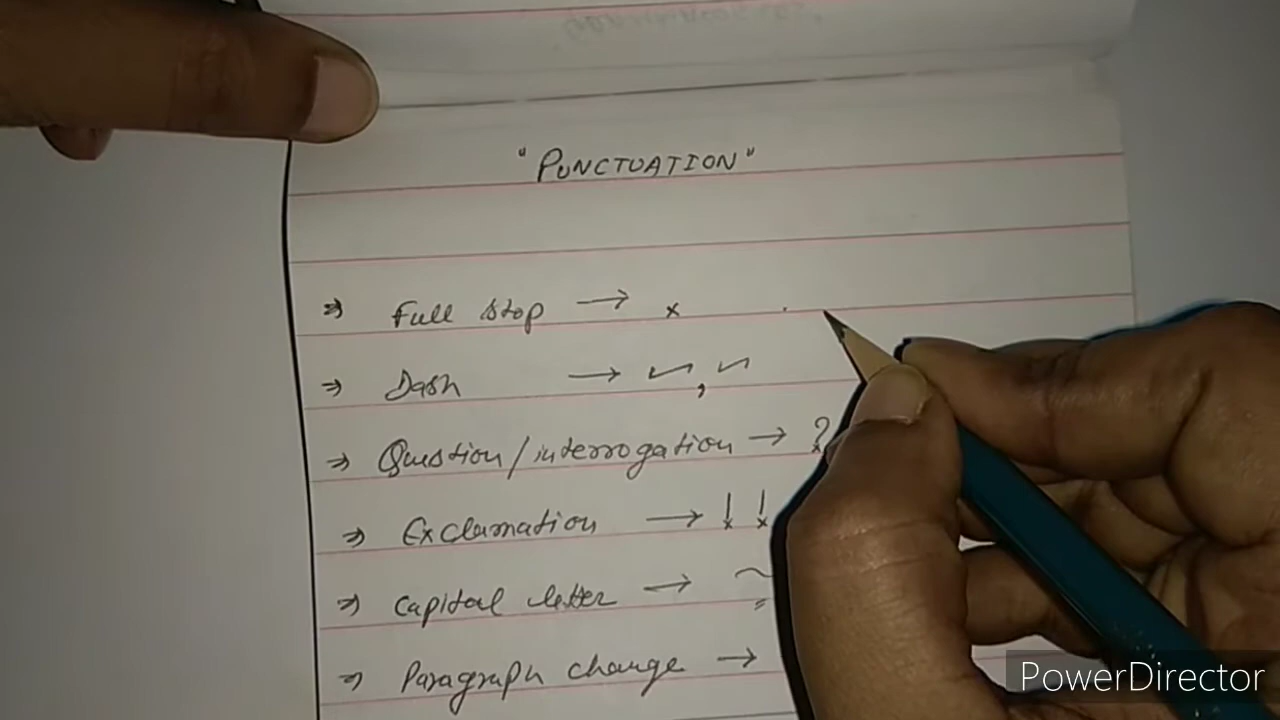 "PUNCTUATION"
⇒ Full stop → x
⇒ Dash → ,
⇒ Question/interrogation → ?
⇒ Exclamation → ! !
⇒ Capital letter →
⇒ Paragraph change →
PowerDirector